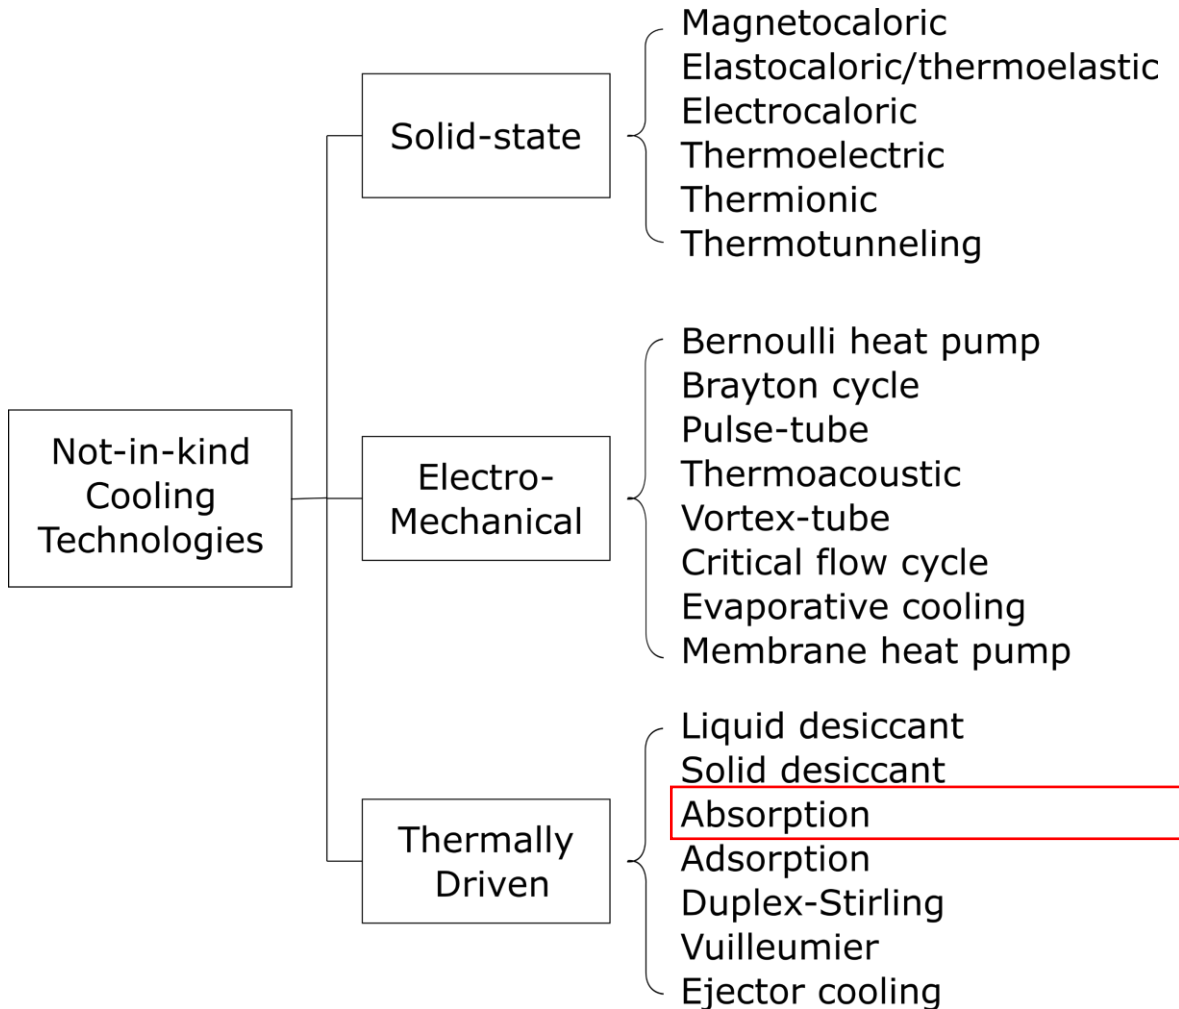 Not-in-kind
Cooling
Technologies
Solid-state
Magnetocaloric
Elastocaloric/thermoelastic
Electrocaloric
Thermoelectric
Thermionic
Thermotunneling
Electro-
Mechanical
Bernoulli heat pump
Brayton cycle
Pulse-tube
Thermoacoustic
Vortex-tube
Critical flow cycle
Evaporative cooling
Membrane heat pump
Thermally
Driven
Liquid desiccant
Solid desiccant
Absorption
Adsorption
Duplex-Stirling
Vuilleumier
Ejector cooling